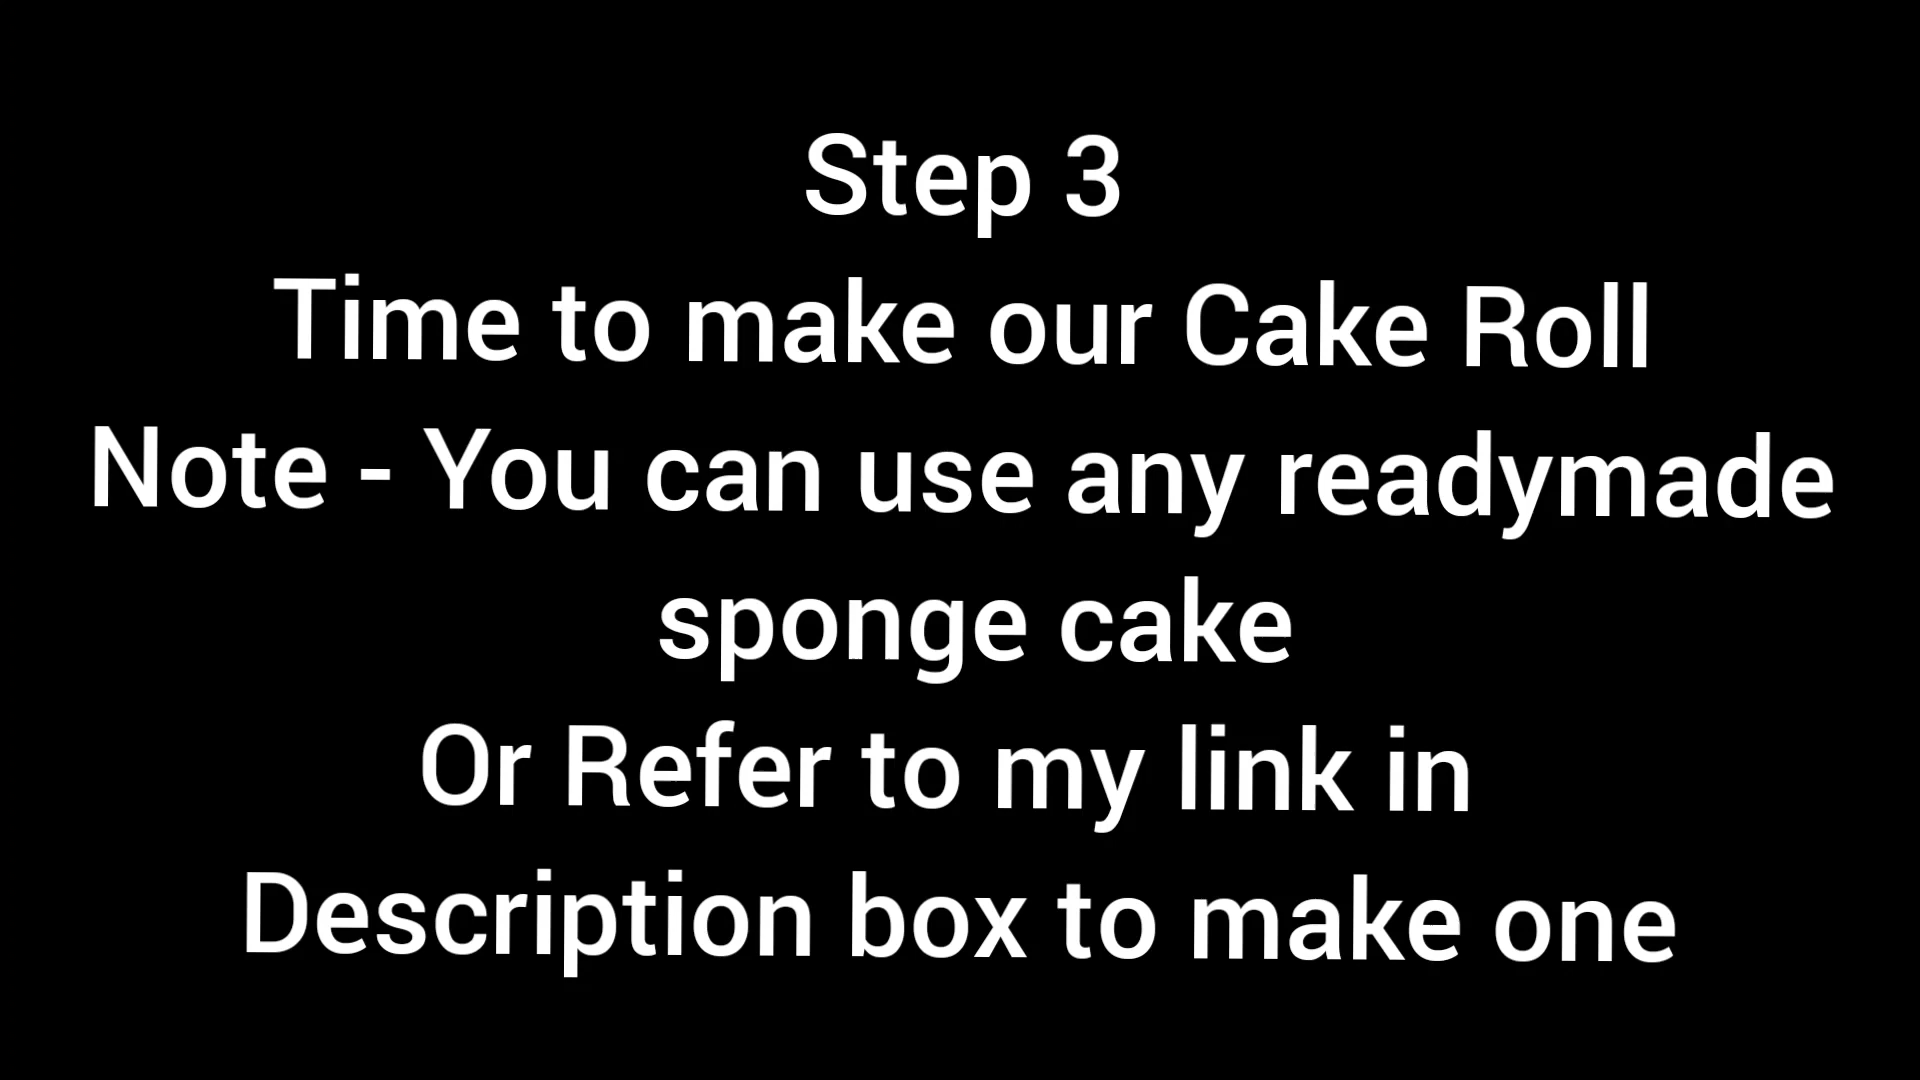 Step 3
Time to make our Cake Roll
Note - You can use any readymade
sponge cake
Or Refer to my link in
Description box to make one